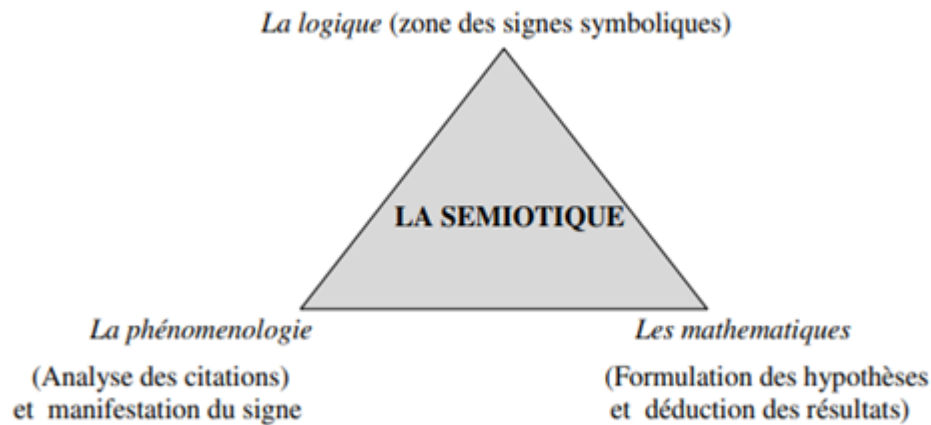 La logique (zone des signes symboliques)
LA SEMIOTIQUE
La phénomenologie
(Analyse des citations)
et manifestation du signe
Les mathematiques
(Formulation des hypothèses
et déduction des résultats)